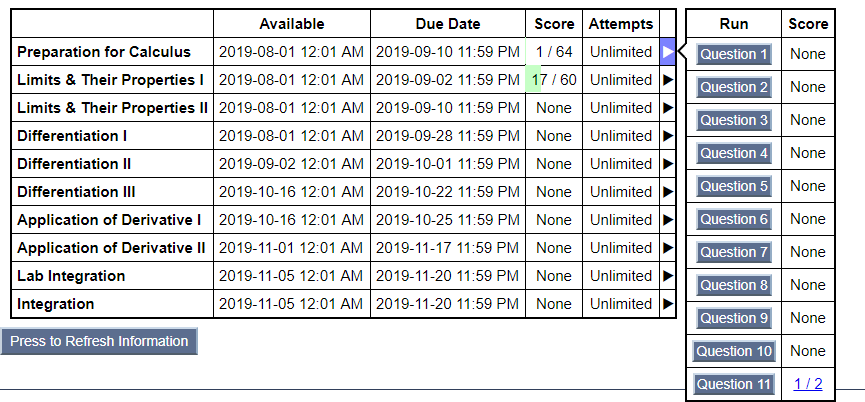 Available Due Date Score Attempts
Preparation for Calculus 2019-08-01 12:01 AM 2019-09-10 11:59 PM 1 / 64 Unlimited ▶
Limits & Their Properties I 2019-08-01 12:01 AM 2019-09-02 11:59 PM 17 / 60 Unlimited ▶
Limits & Their Properties II 2019-08-01 12:01 AM 2019-09-10 11:59 PM None Unlimited ▶
Differentiation I 2019-08-01 12:01 AM 2019-09-28 11:59 PM None Unlimited ▶
Differentiation II 2019-09-02 12:01 AM 2019-10-01 11:59 PM None Unlimited ▶
Differentiation III 2019-10-16 12:01 AM 2019-10-22 11:59 PM None Unlimited ▶
Application of Derivative I 2019-10-16 12:01 AM 2019-10-25 11:59 PM None Unlimited ▶
Application of Derivative II 2019-11-01 12:01 AM 2019-11-17 11:59 PM None Unlimited ▶
Lab Integration 2019-11-05 12:01 AM 2019-11-20 11:59 PM None Unlimited ▶
Integration 2019-11-05 12:01 AM 2019-11-20 11:59 PM None Unlimited ▶
Press to Refresh Information
Run Score
Question 1 None
Question 2 None
Question 3 None
Question 4 None
Question 5 None
Question 6 None
Question 7 None
Question 8 None
Question 9 None
Question 10 None
Question 11 1 / 2